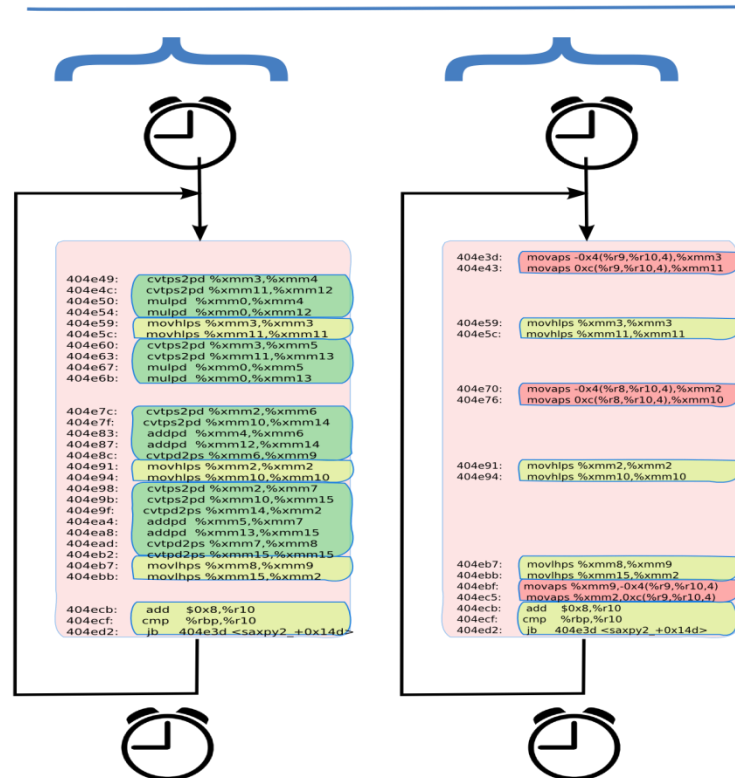 404e49: cvtps2pd %xmm3,%xmm4
404e4c: cvtps2pd %xmm11,%xmm12
404e50: mulpd %xmm0,%xmm4
404e54: mulpd %xmm0,%xmm12
404e59: movhlps %xmm3,%xmm3
404e5c: movhlps %xmm11,%xmm11
404e60: cvtps2pd %xmm3,%xmm5
404e63: cvtps2pd %xmm11,%xmm13
404e67: mulpd %xmm0,%xmm5
404e6b: mulpd %xmm0,%xmm13
404e7c: cvtps2pd %xmm2,%xmm6
404e7f: cvtps2pd %xmm10,%xmm14
404e83: addpd %xmm4,%xmm6
404e87: addpd %xmm12,%xmm14
404e8c: cvtpd2ps %xmm6,%xmm9
404e91: movhlps %xmm2,%xmm2
404e94: movhlps %xmm10,%xmm10
404e98: cvtps2pd %xmm2,%xmm7
404e9b: cvtps2pd %xmm10,%xmm15
404e9f: cvtpd2ps %xmm14,%xmm2
404ea4: addpd %xmm5,%xmm7
404ea8: addpd %xmm13,%xmm15
404ead: cvtpd2ps %xmm7,%xmm8
404eb2: cvtpd2ps %xmm15,%xmm15
404eb7: movlhps %xmm8,%xmm9
404ebb: movlhps %xmm15,%xmm2
404ecb: add $0x8,%r10
404ecf: cmp %rbp,%r10
404ed2: jb 404e3d <saxpy2_+0x14d>
404e3d: movaps -0x4(%r9,%r10,4),%xmm3
404e43: movaps 0xc(%r9,%r10,4),%xmm11
404e59: movhlps %xmm3,%xmm3
404e5c: movhlps %xmm11,%xmm11
404e70: movaps -0x4(%r8,%r10,4),%xmm2
404e76: movaps 0xc(%r8,%r10,4),%xmm10
404e91: movhlps %xmm2,%xmm2
404e94: movhlps %xmm10,%xmm10
404eb7: movlhps %xmm8,%xmm9
404ebb: movlhps %xmm15,%xmm2
404ebf: movaps %xmm9,-0x4(%r9,%r10,4)
404ec5: movaps %xmm2,0xc(%r9,%r10,4)
404ecb: add $0x8,%r10
404ecf: cmp %rbp,%r10
404ed2: jb 404e3d <saxpy2_+0x14d>